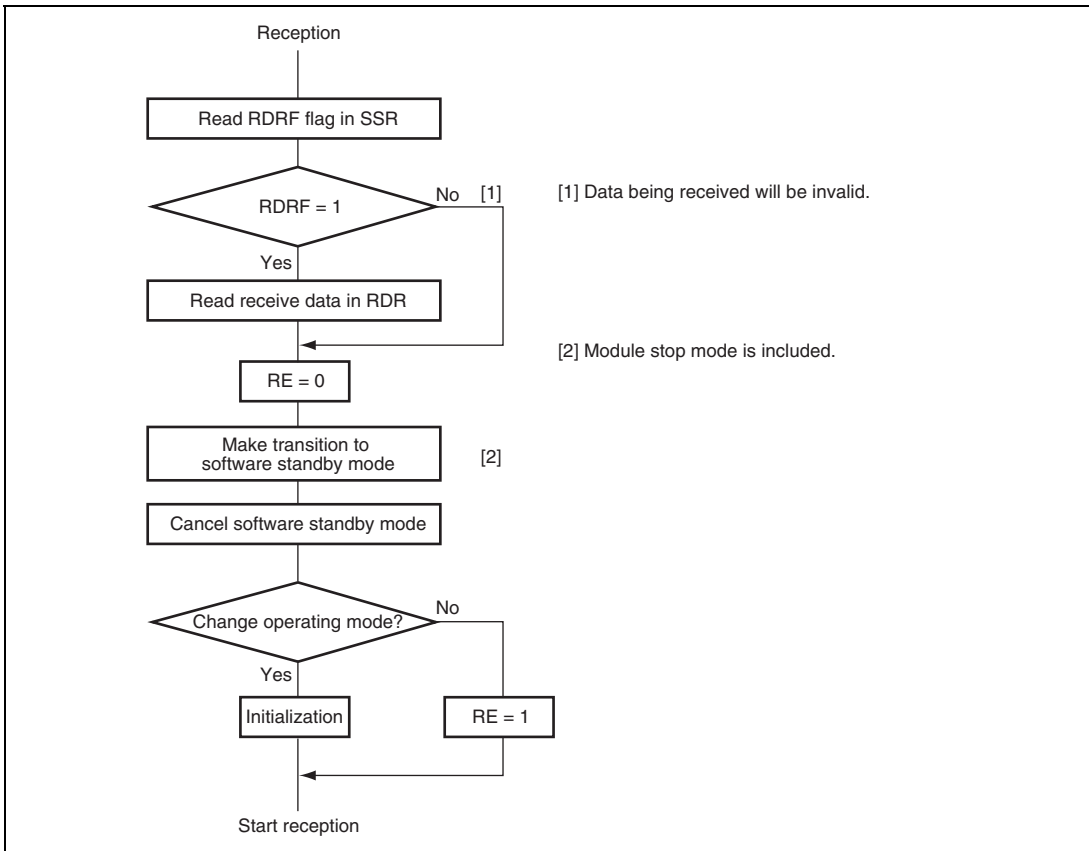 Reception
Read RDRF flag in SSR
RDRF = 1
No [1]
[1] Data being received will be invalid.
Yes
Read receive data in RDR
[2] Module stop mode is included.
RE = 0
Make transition to
software standby mode
[2]
Cancel software standby mode
Change operating mode?
No
Yes
Initialization
RE = 1
Start reception